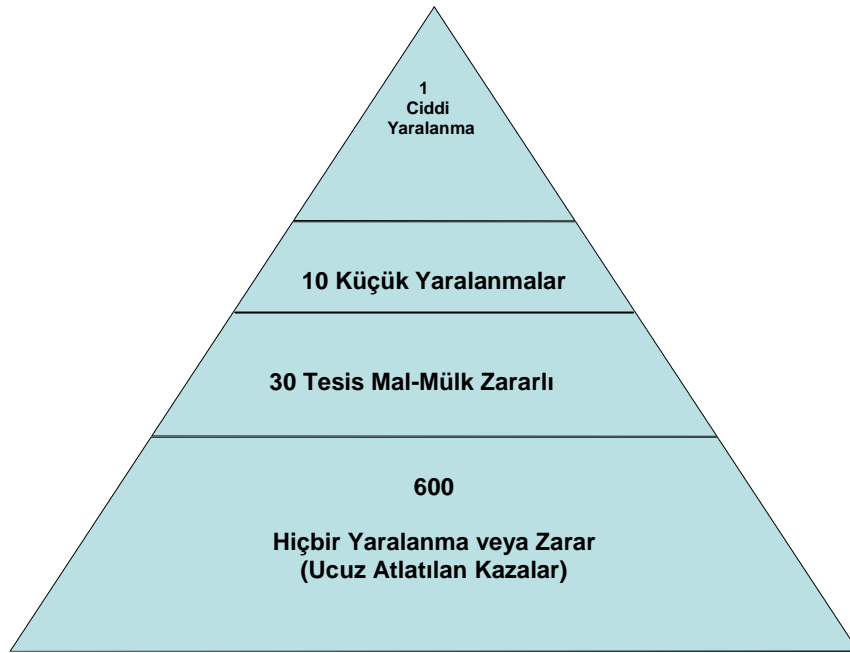 1
Ciddi
Yaralanma
10 Küçük Yaralanmalar
30 Tesis Mal-Mülk Zararlı
600
Hiçbir Yaralanma veya Zarar
(Ucuz Atlatılan Kazalar)